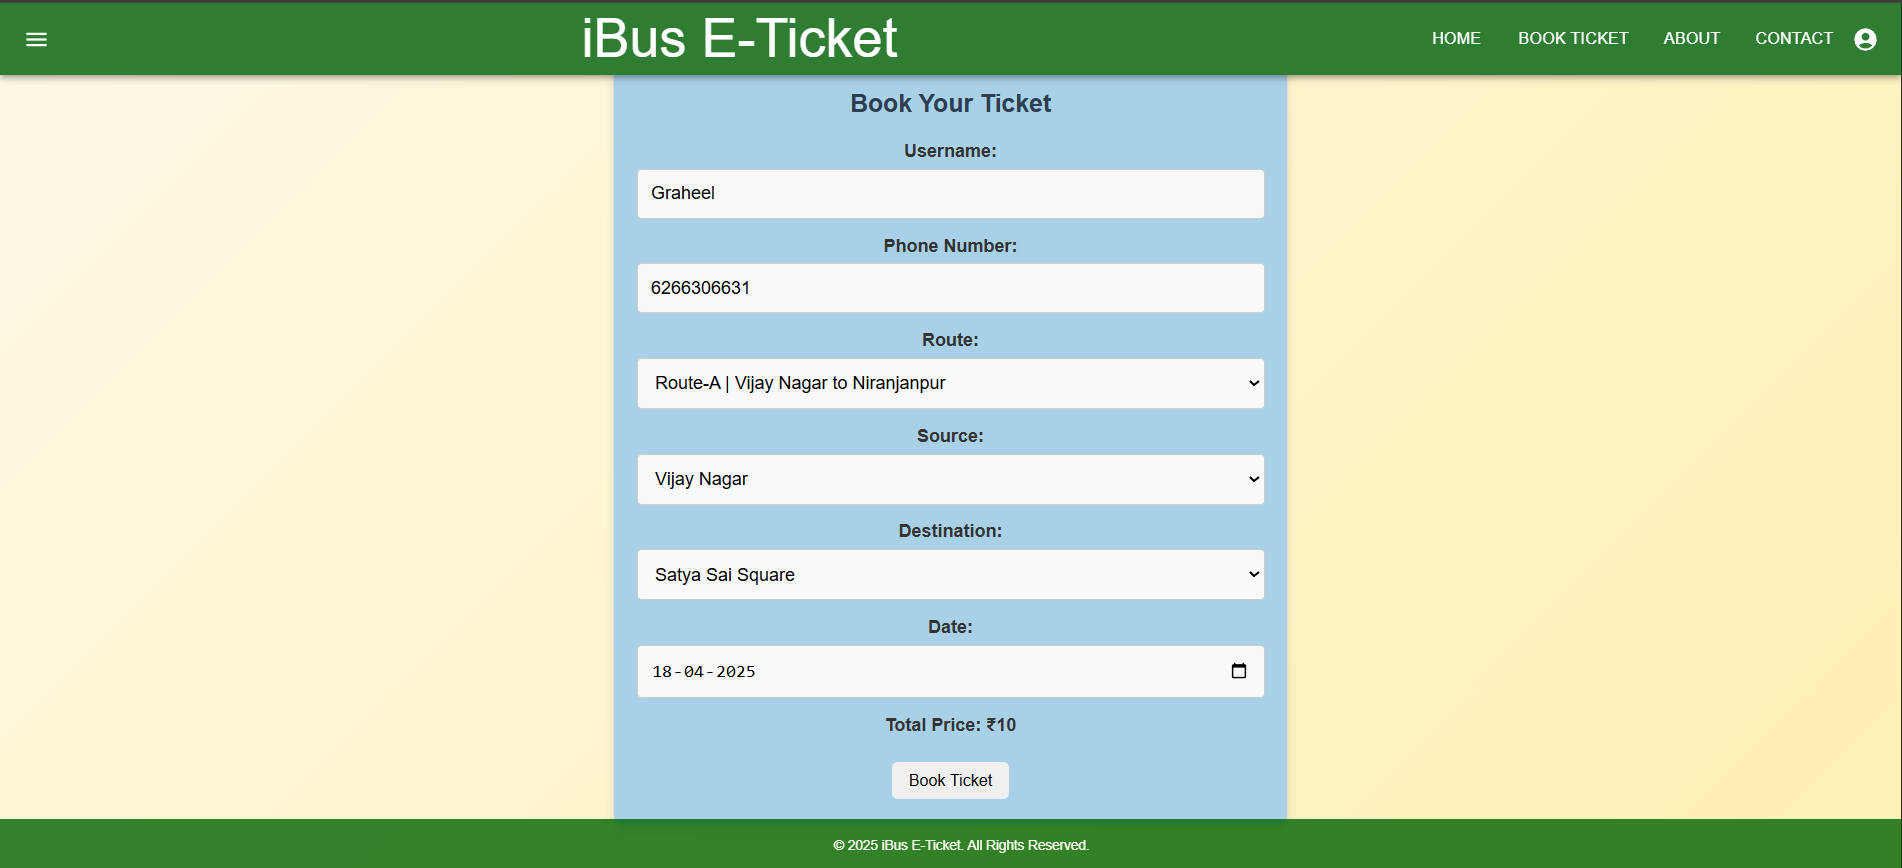 iBus E-Ticket
HOME BOOK TICKET ABOUT CONTACT
Book Your Ticket
Username:
Graheel
Phone Number:
6266306631
Route:
Route-A | Vijay Nagar to Niranjanpur
Source:
Vijay Nagar
Destination:
Satya Sai Square
Date:
18-04-2025
Total Price: ₹10
Book Ticket
© 2025 iBus E-Ticket. All Rights Reserved.